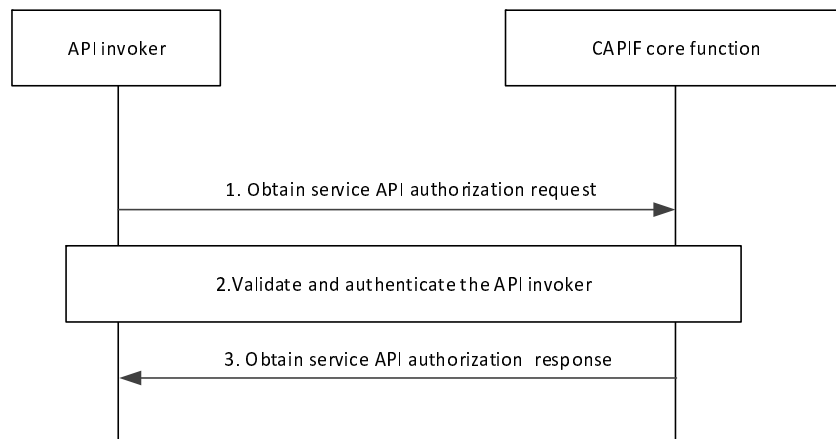 API invoker
CAPIF core function
1. Obtain service API authorization request
2.Validate and authenticate the API invoker
3. Obtain service API authorization response